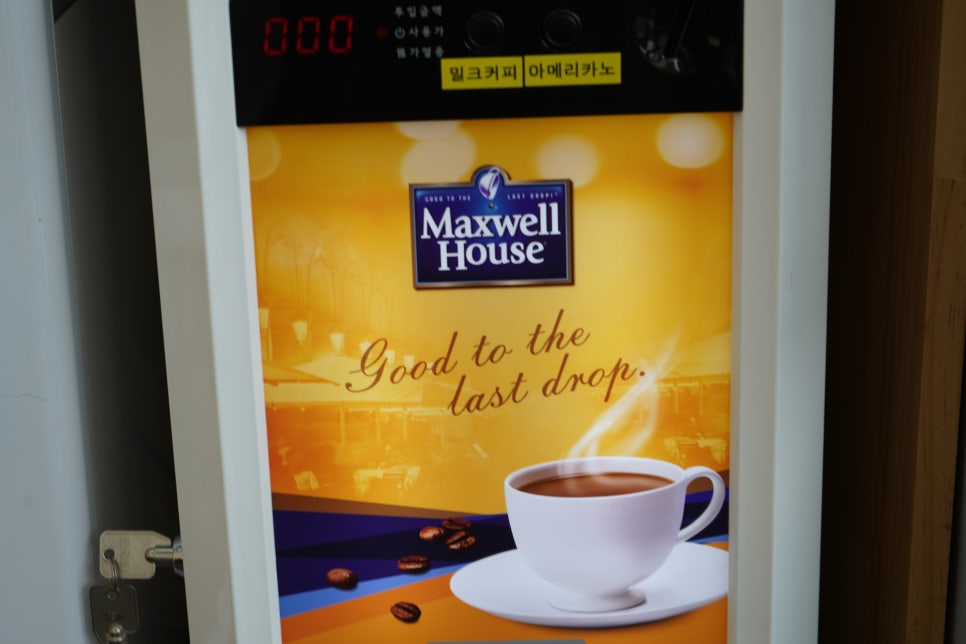 000
투입금액
사용가
밀크커피
아메리카노
GOOD TO THE LAST DROP!
Maxwell
House
Good to the
last drop.